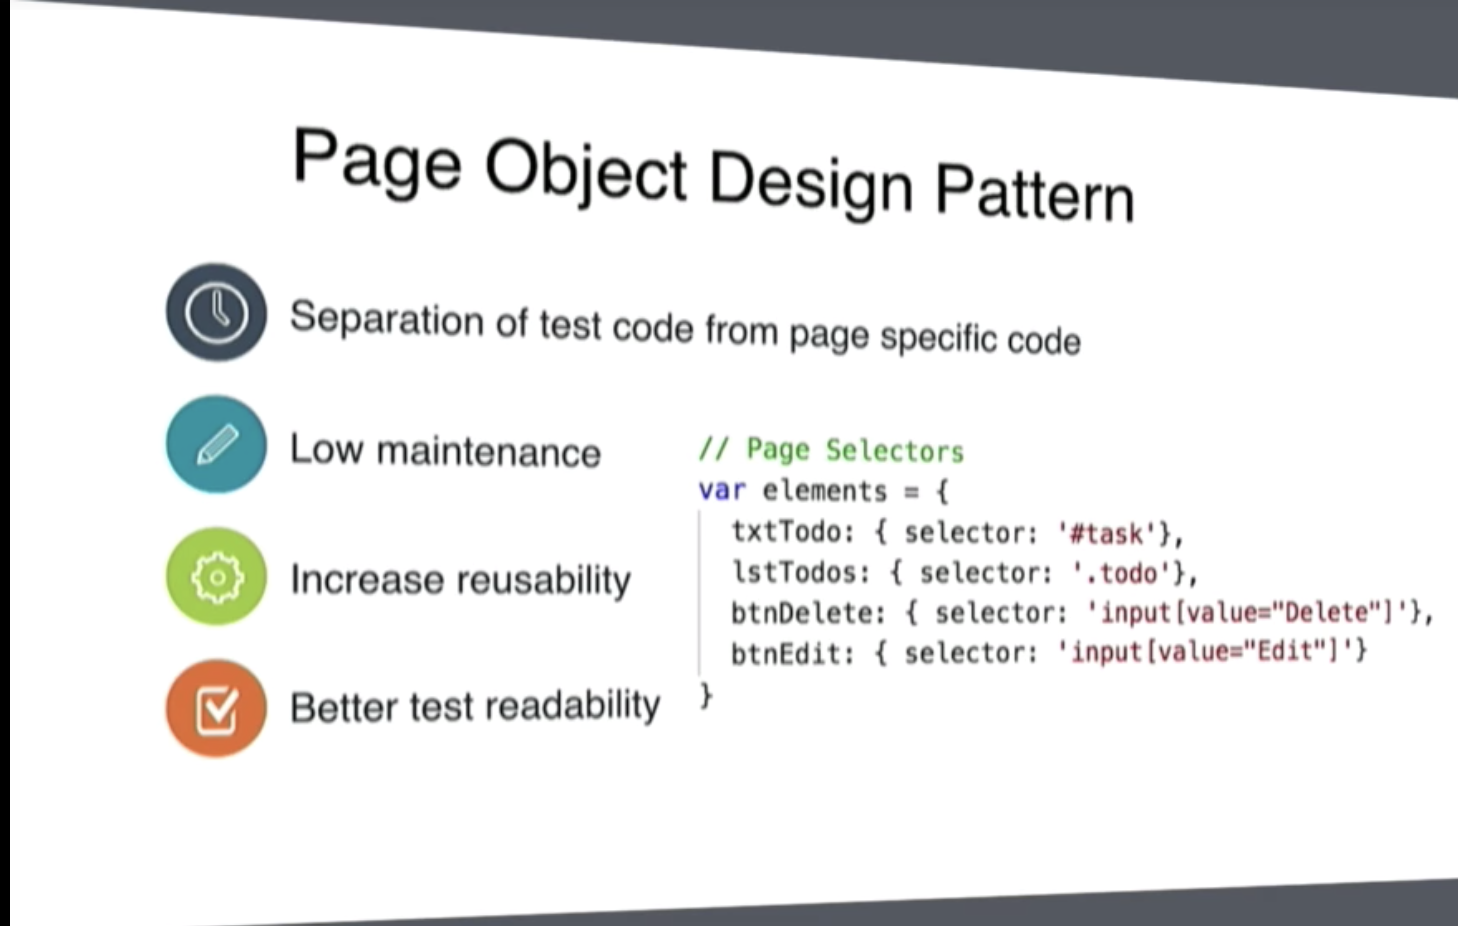 Page Object Design Pattern
Separation of test code from page specific code
Low maintenance
Increase reusability
Better test readability
// Page Selectors
var elements = {
txtTodo: { selector: '#task'},
lstTodos: { selector: '.todo'},
btnDelete: { selector: 'input[value="Delete"]'},
btnEdit: { selector: 'input[value="Edit"]'}
}